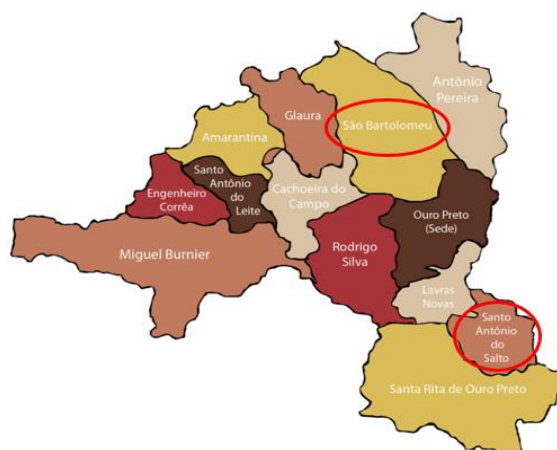 Antônio
Pereira
Glaura
São Bartolomeu
Amarantina
Santo
Antônio
do
Leite
Cachoeira do
Campo
Engenheiro
Corrêa
Ouro Preto
(Sede)
Miguel Burnier
Rodrigo
Silva
Lavras
Novas
Santo
Antônio
do
Salto
Santa Rita de Ouro Preto